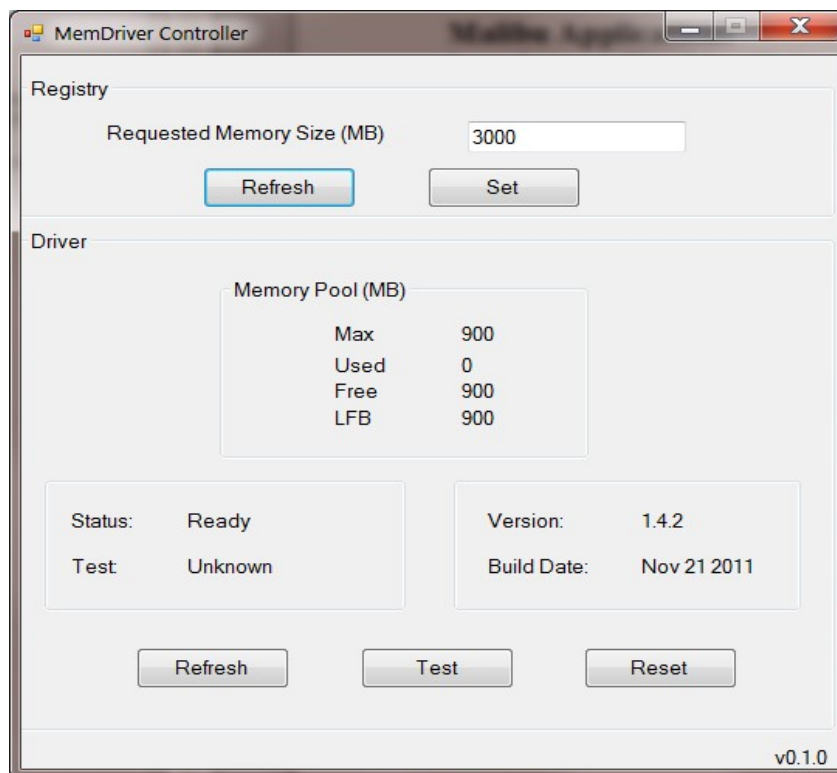 MemDriver Controller
Malibu Applic
Registry
Requested Memory Size (MB) 3000
Refresh Set
Driver
Memory Pool (MB)
Max 900
Used 0
Free 900
LFB 900
Status: Ready
Test: Unknown
Version: 1.4.2
Build Date: Nov 21 2011
Refresh Test Reset
v0.1.0